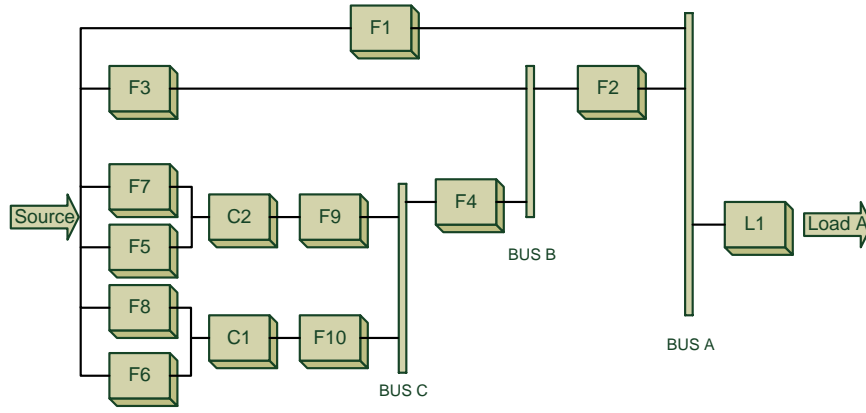 F1
F3
F2
F7
Source
C2
F9
F4
F5
L1
Load A
BUS B
F8
C1
F10
BUS A
F6
BUS C